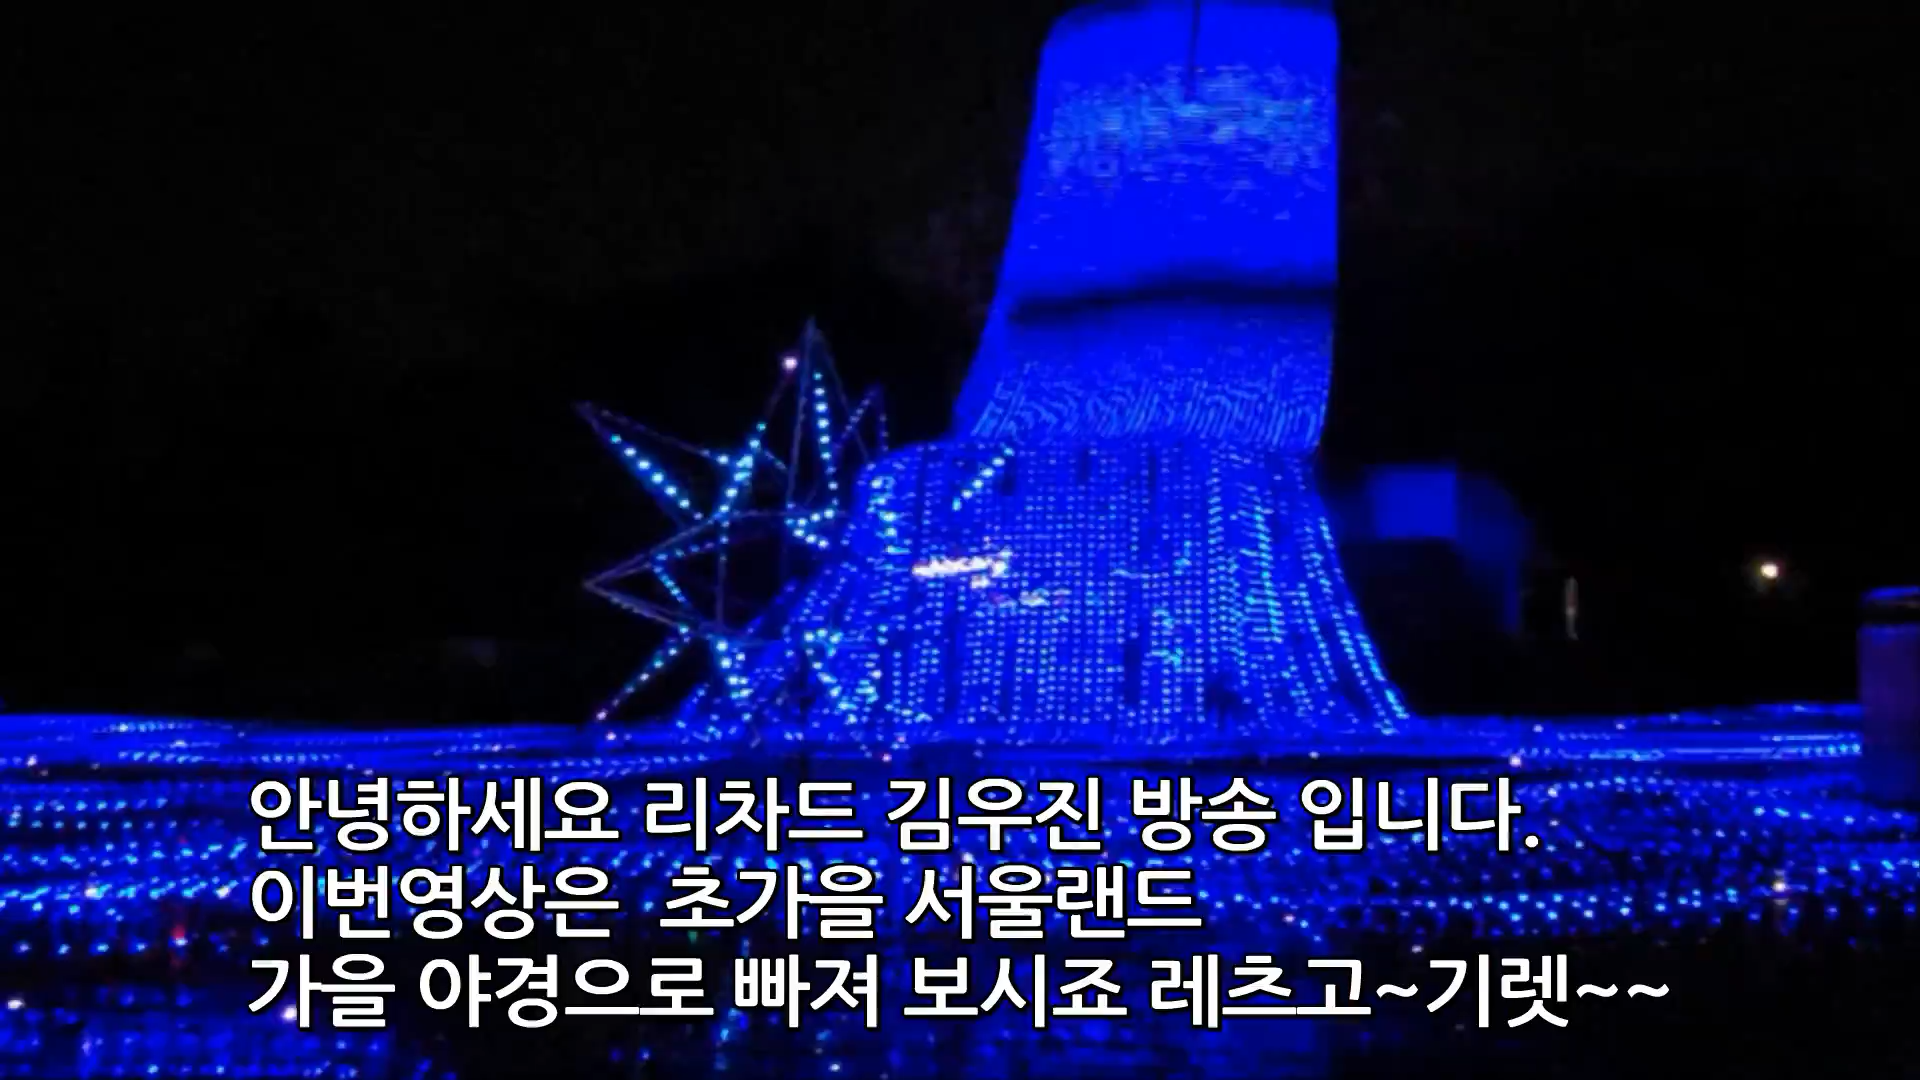 안녕하세요 리차드 김우진 방송 입니다.
이번영상은 초가을 서울랜드
가을 야경으로 빠져 보시죠 레츠고~기렛~~